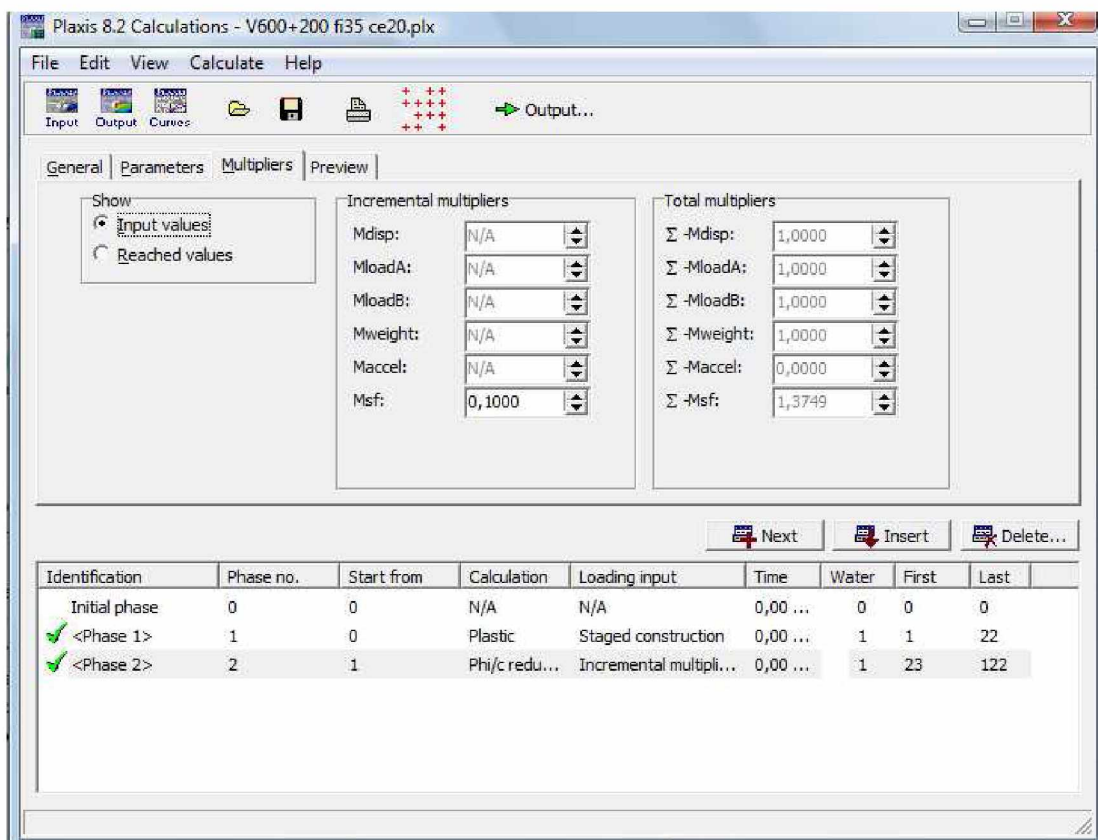 Plaxis 8.2 Calculations - V600+200 fi35 ce20.plx
File Edit View Calculate Help
Input Output Curves Output...
General Parameters Multipliers Preview
Show
Input values
Reached values
Incremental multipliers
Mdisp: N/A
MloadA: N/A
MloadB: N/A
Mweight: N/A
Maccel: N/A
Msf: 0,1000
Total multipliers
Σ -Mdisp: 1,0000
Σ -MloadA: 1,0000
Σ -MloadB: 1,0000
Σ -Mweight: 1,0000
Σ -Maccel: 0,0000
Σ -Msf: 1,3749
Next Insert Delete...
Identification Phase no. Start from Calculation Loading input Time Water First Last
Initial phase 0 0 N/A N/A 0,00 ... 0 0 0
<Phase 1> 1 0 Plastic Staged construction 0,00 ... 1 1 22
<Phase 2> 2 1 Phi/c redu... Incremental multipli... 0,00 ... 1 23 122